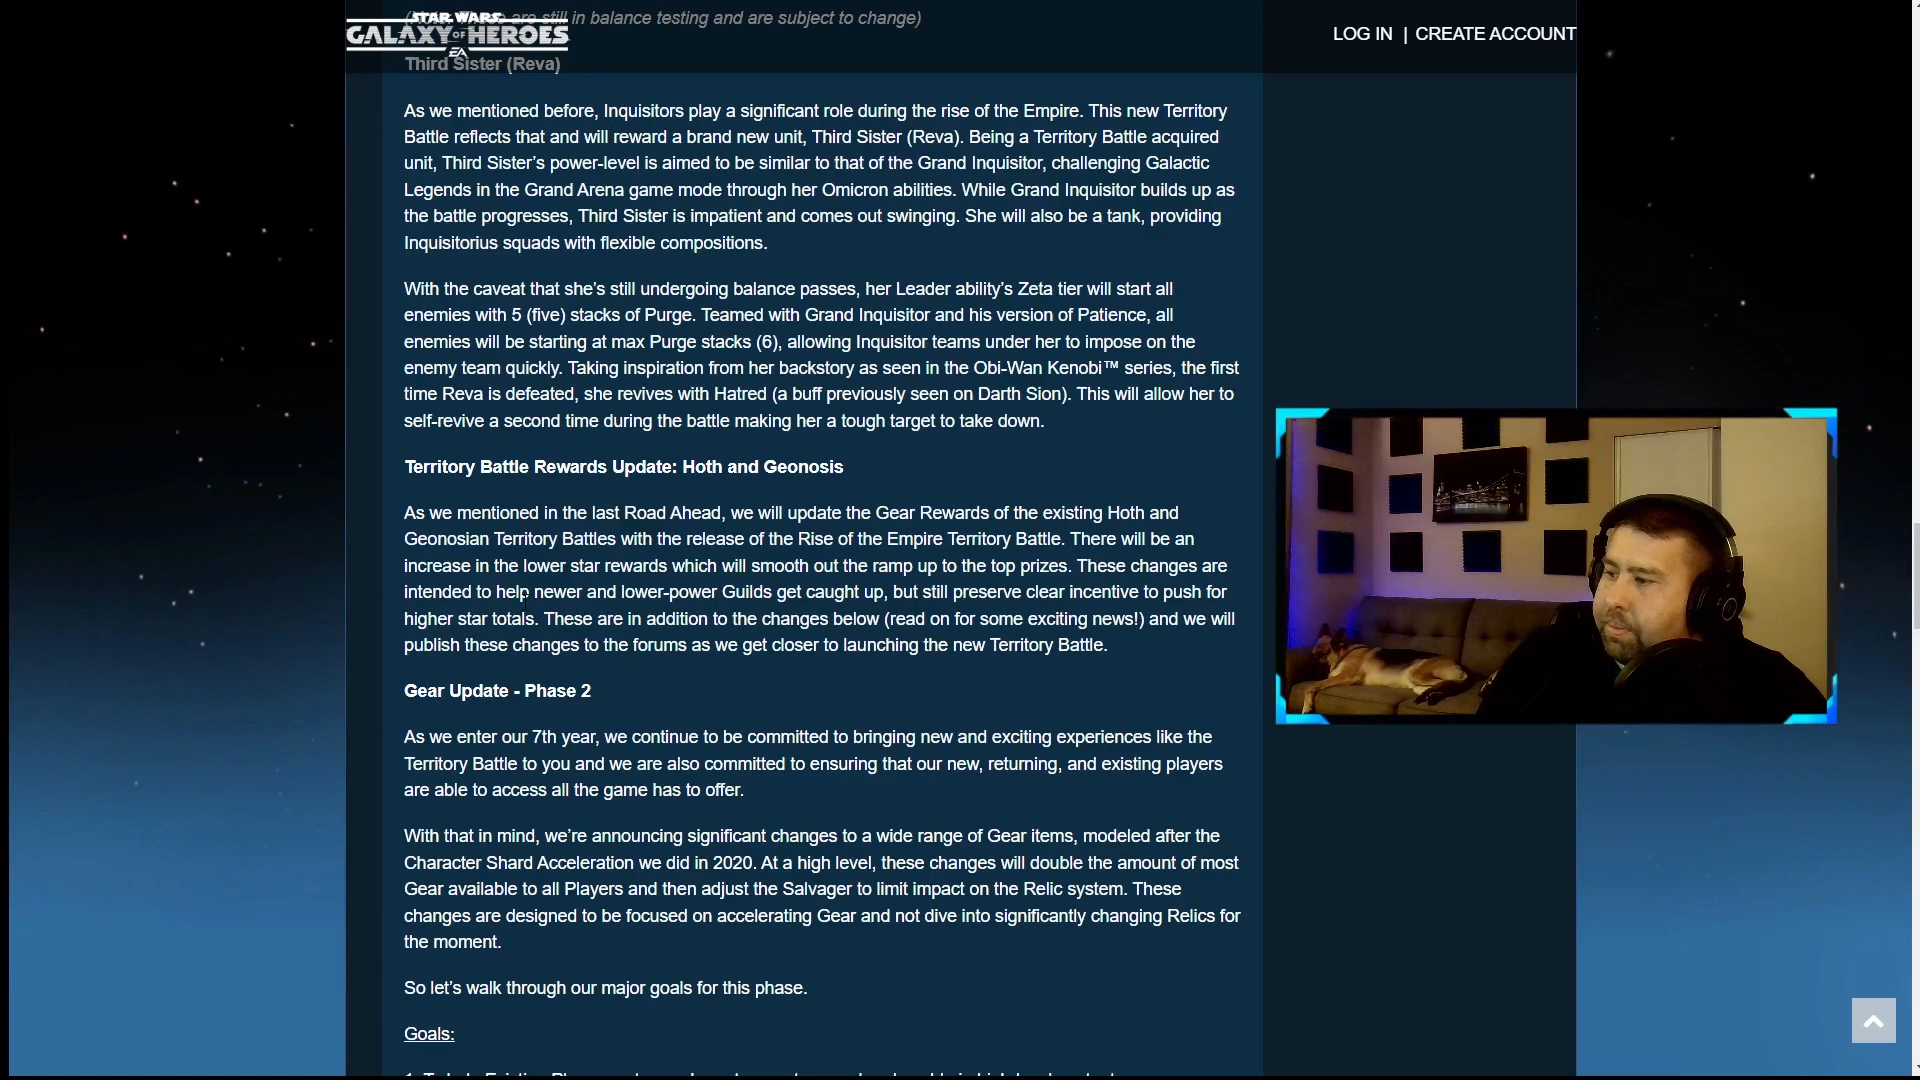 (Note: These are still in balance testing and are subject to change)
STAR WARS
GALAXY OF HEROES
EA
LOG IN | CREATE ACCOUNT
Third Sister (Reva)
As we mentioned before, Inquisitors play a significant role during the rise of the Empire. This new Territory
Battle reflects that and will reward a brand new unit, Third Sister (Reva). Being a Territory Battle acquired
unit, Third Sister’s power-level is aimed to be similar to that of the Grand Inquisitor, challenging Galactic
Legends in the Grand Arena game mode through her Omicron abilities. While Grand Inquisitor builds up as
the battle progresses, Third Sister is impatient and comes out swinging. She will also be a tank, providing
Inquisitorius squads with flexible compositions.
With the caveat that she’s still undergoing balance passes, her Leader ability’s Zeta tier will start all
enemies with 5 (five) stacks of Purge. Teamed with Grand Inquisitor and his version of Patience, all
enemies will be starting at max Purge stacks (6), allowing Inquisitor teams under her to impose on the
enemy team quickly. Taking inspiration from her backstory as seen in the Obi-Wan Kenobi™ series, the first
time Reva is defeated, she revives with Hatred (a buff previously seen on Darth Sion). This will allow her to
self-revive a second time during the battle making her a tough target to take down.
Territory Battle Rewards Update: Hoth and Geonosis
As we mentioned in the last Road Ahead, we will update the Gear Rewards of the existing Hoth and
Geonosian Territory Battles with the release of the Rise of the Empire Territory Battle. There will be an
increase in the lower star rewards which will smooth out the ramp up to the top prizes. These changes are
intended to help newer and lower-power Guilds get caught up, but still preserve clear incentive to push for
higher star totals. These are in addition to the changes below (read on for some exciting news!) and we will
publish these changes to the forums as we get closer to launching the new Territory Battle.
Gear Update - Phase 2
As we enter our 7th year, we continue to be committed to bringing new and exciting experiences like the
Territory Battle to you and we are also committed to ensuring that our new, returning, and existing players
are able to access all the game has to offer.
With that in mind, we’re announcing significant changes to a wide range of Gear items, modeled after the
Character Shard Acceleration we did in 2020. At a high level, these changes will double the amount of most
Gear available to all Players and then adjust the Salvager to limit impact on the Relic system. These
changes are designed to be focused on accelerating Gear and not dive into significantly changing Relics for
the moment.
So let’s walk through our major goals for this phase.
Goals: